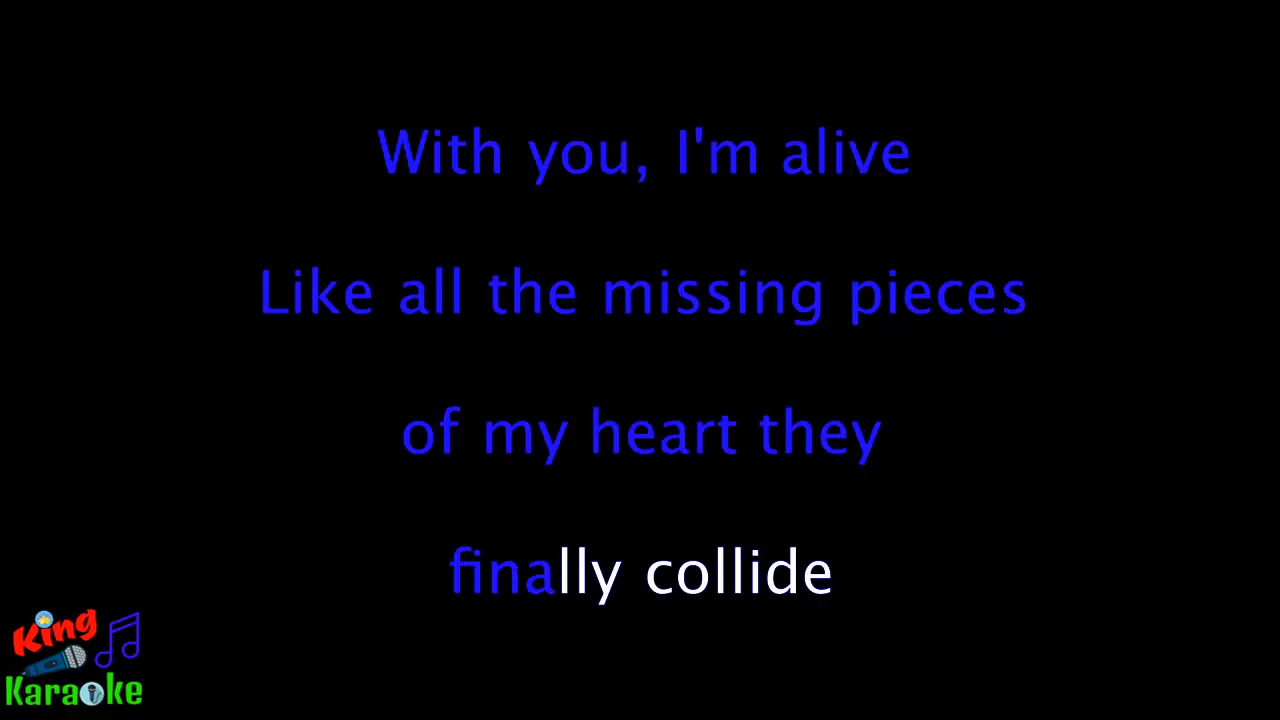 With you, I'm alive
Like all the missing pieces
of my heart they
finally collide
King
Karaoke